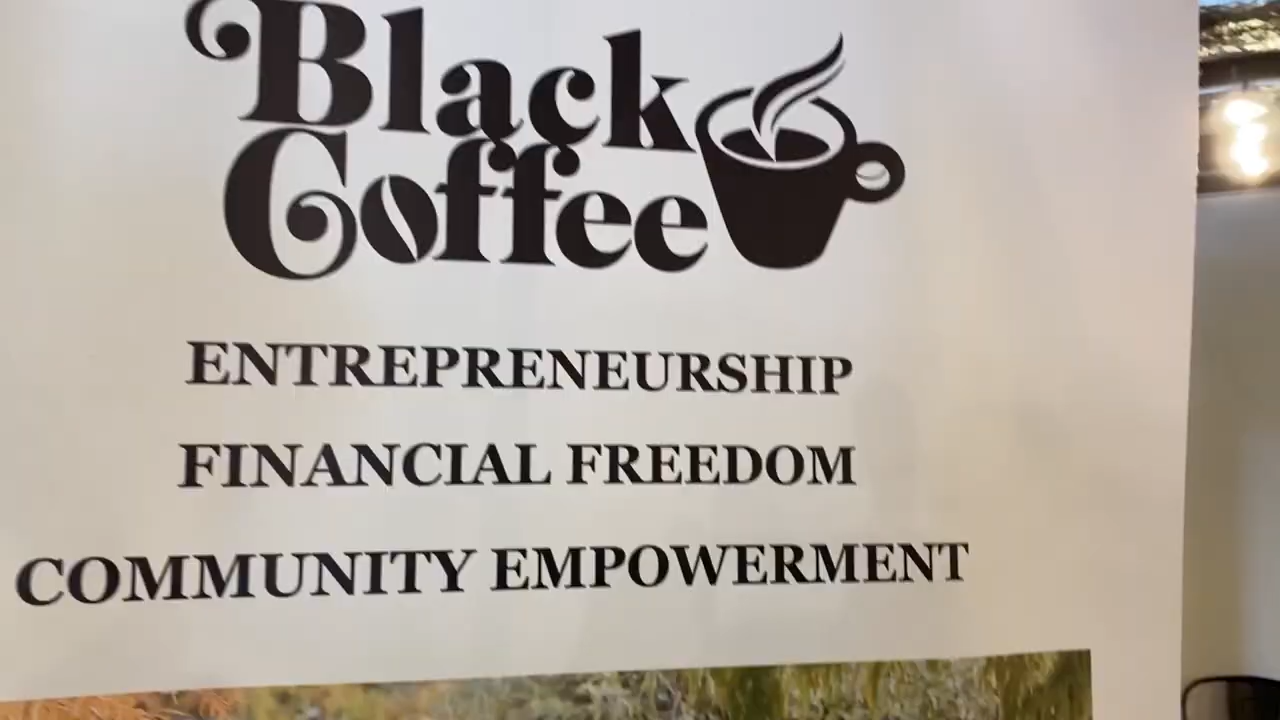 Black
Coffee
ENTREPRENEURSHIP
FINANCIAL FREEDOM
COMMUNITY EMPOWERMENT